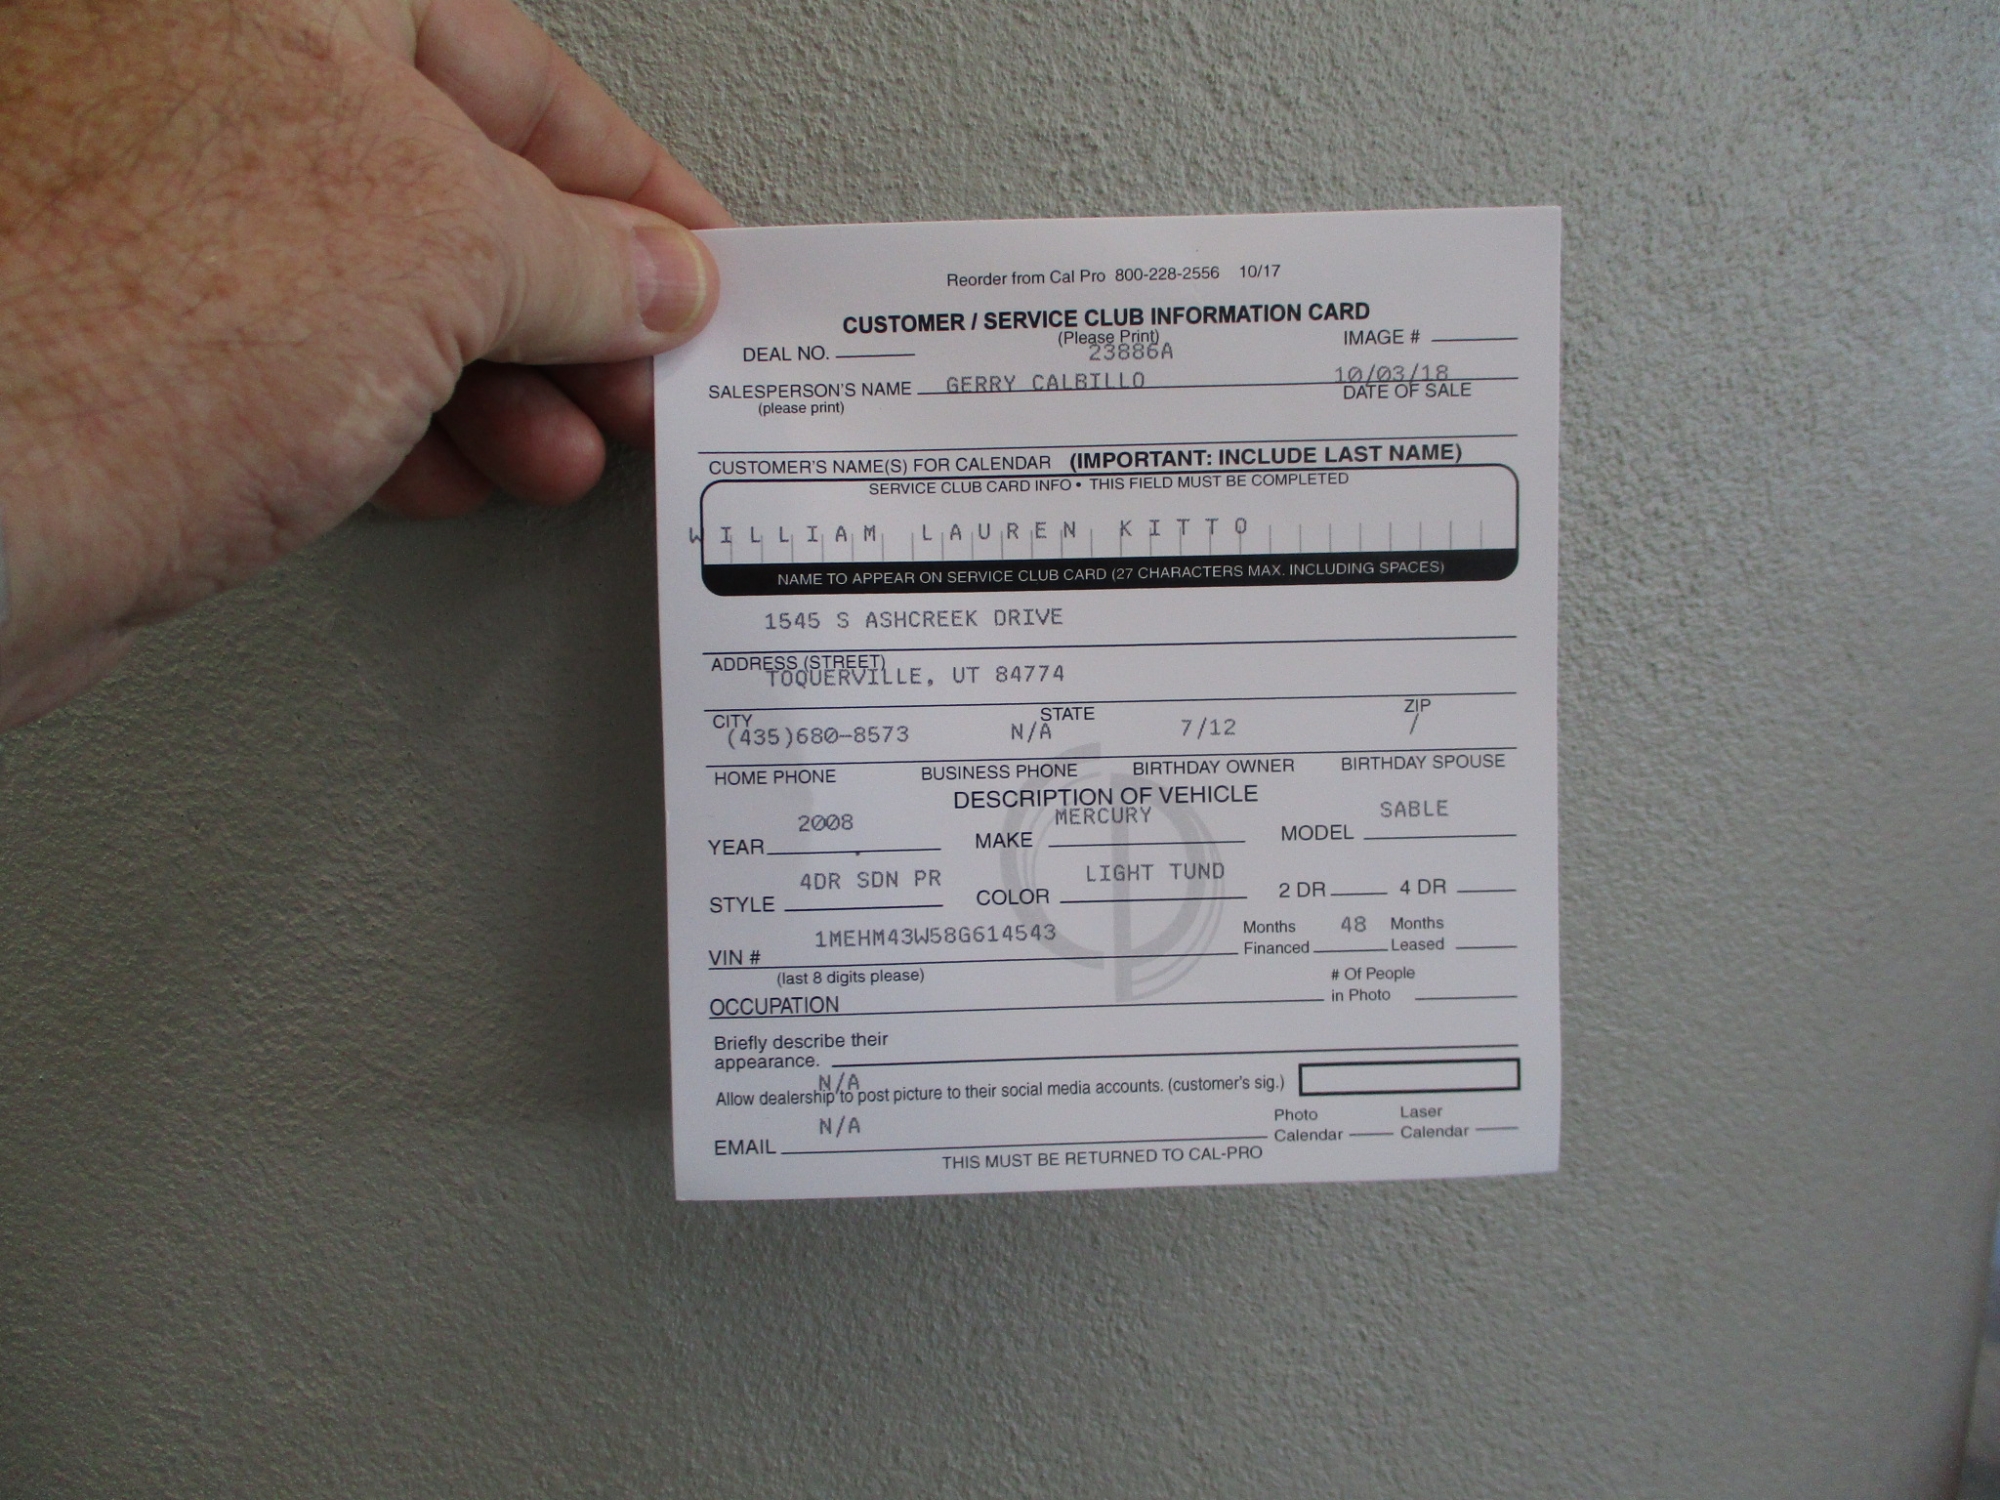 Reorder from Cal Pro 800-228-2556 10/17
CUSTOMER / SERVICE CLUB INFORMATION CARD
(Please Print)
DEAL NO. 23886A IMAGE #
SALESPERSON'S NAME GERRY CALBILLO 10/03/18
(please print) DATE OF SALE
CUSTOMER'S NAME(S) FOR CALENDAR (IMPORTANT: INCLUDE LAST NAME)
SERVICE CLUB CARD INFO • THIS FIELD MUST BE COMPLETED
WILLIAM LAUREN KITTO
NAME TO APPEAR ON SERVICE CLUB CARD (27 CHARACTERS MAX. INCLUDING SPACES)
1545 S ASHCREEK DRIVE
ADDRESS (STREET)
TOQUERVILLE, UT 84774
CITY STATE ZIP
(435)680-8573 N/A 7/12 /
HOME PHONE BUSINESS PHONE BIRTHDAY OWNER BIRTHDAY SPOUSE
DESCRIPTION OF VEHICLE
YEAR 2008 MAKE MERCURY MODEL SABLE
STYLE 4DR SDN PR COLOR LIGHT TUND 2 DR 4 DR
VIN # 1MEHM43W58G614543 Months Financed 48 Months Leased
(last 8 digits please)
OCCUPATION # Of People in Photo
Briefly describe their
appearance.
N/A
Allow dealership to post picture to their social media accounts. (customer's sig.)
EMAIL N/A Photo Calendar Laser Calendar
THIS MUST BE RETURNED TO CAL-PRO